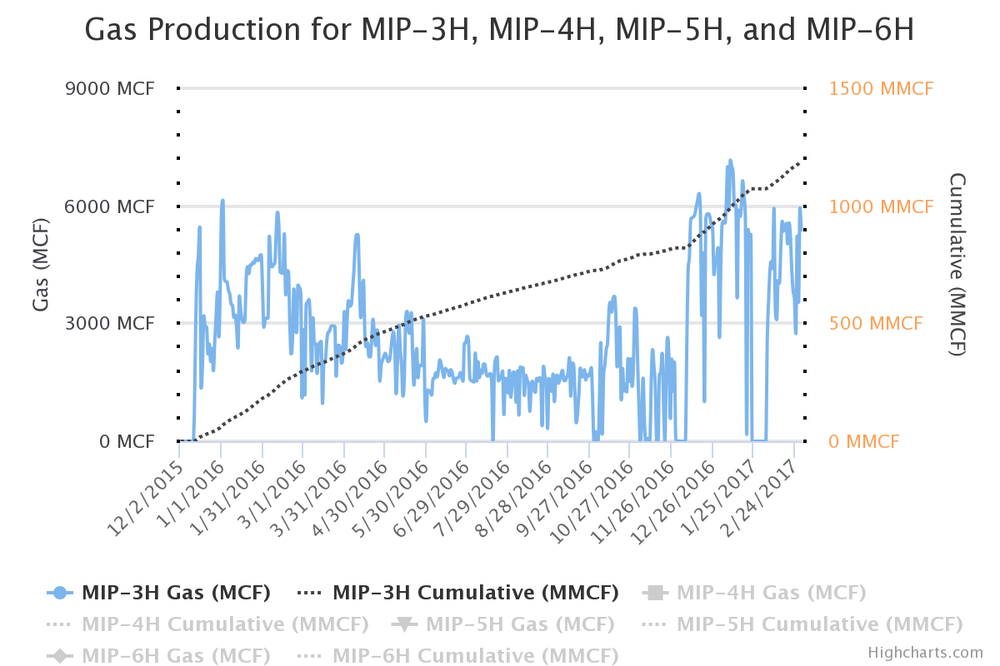 Gas Production for MIP-3H, MIP-4H, MIP-5H, and MIP-6H
9000 MCF
1500 MMCF
6000 MCF
1000 MMCF
Gas (MCF)
Cumulative (MMCF)
3000 MCF
500 MMCF
0 MCF
0 MMCF
12/2/2015
1/1/2016
1/31/2016
3/1/2016
3/31/2016
4/30/2016
5/30/2016
6/29/2016
7/29/2016
8/28/2016
9/27/2016
10/27/2016
11/26/2016
12/26/2016
1/25/2017
2/24/2017
MIP-3H Gas (MCF)
MIP-3H Cumulative (MMCF)
MIP-4H Gas (MCF)
MIP-4H Cumulative (MMCF)
MIP-5H Gas (MCF)
MIP-5H Cumulative (MMCF)
MIP-6H Gas (MCF)
MIP-6H Cumulative (MMCF)
Highcharts.com